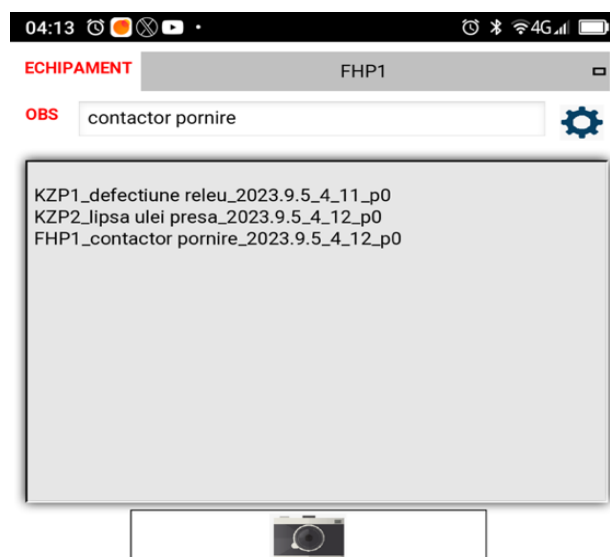 04:13 4G
ECHIPAMENT FHP1
OBS contactor pornire
KZP1_defectiune releu_2023.9.5_4_11_p0
KZP2_lipsa ulei presa_2023.9.5_4_12_p0
FHP1_contactor pornire_2023.9.5_4_12_p0